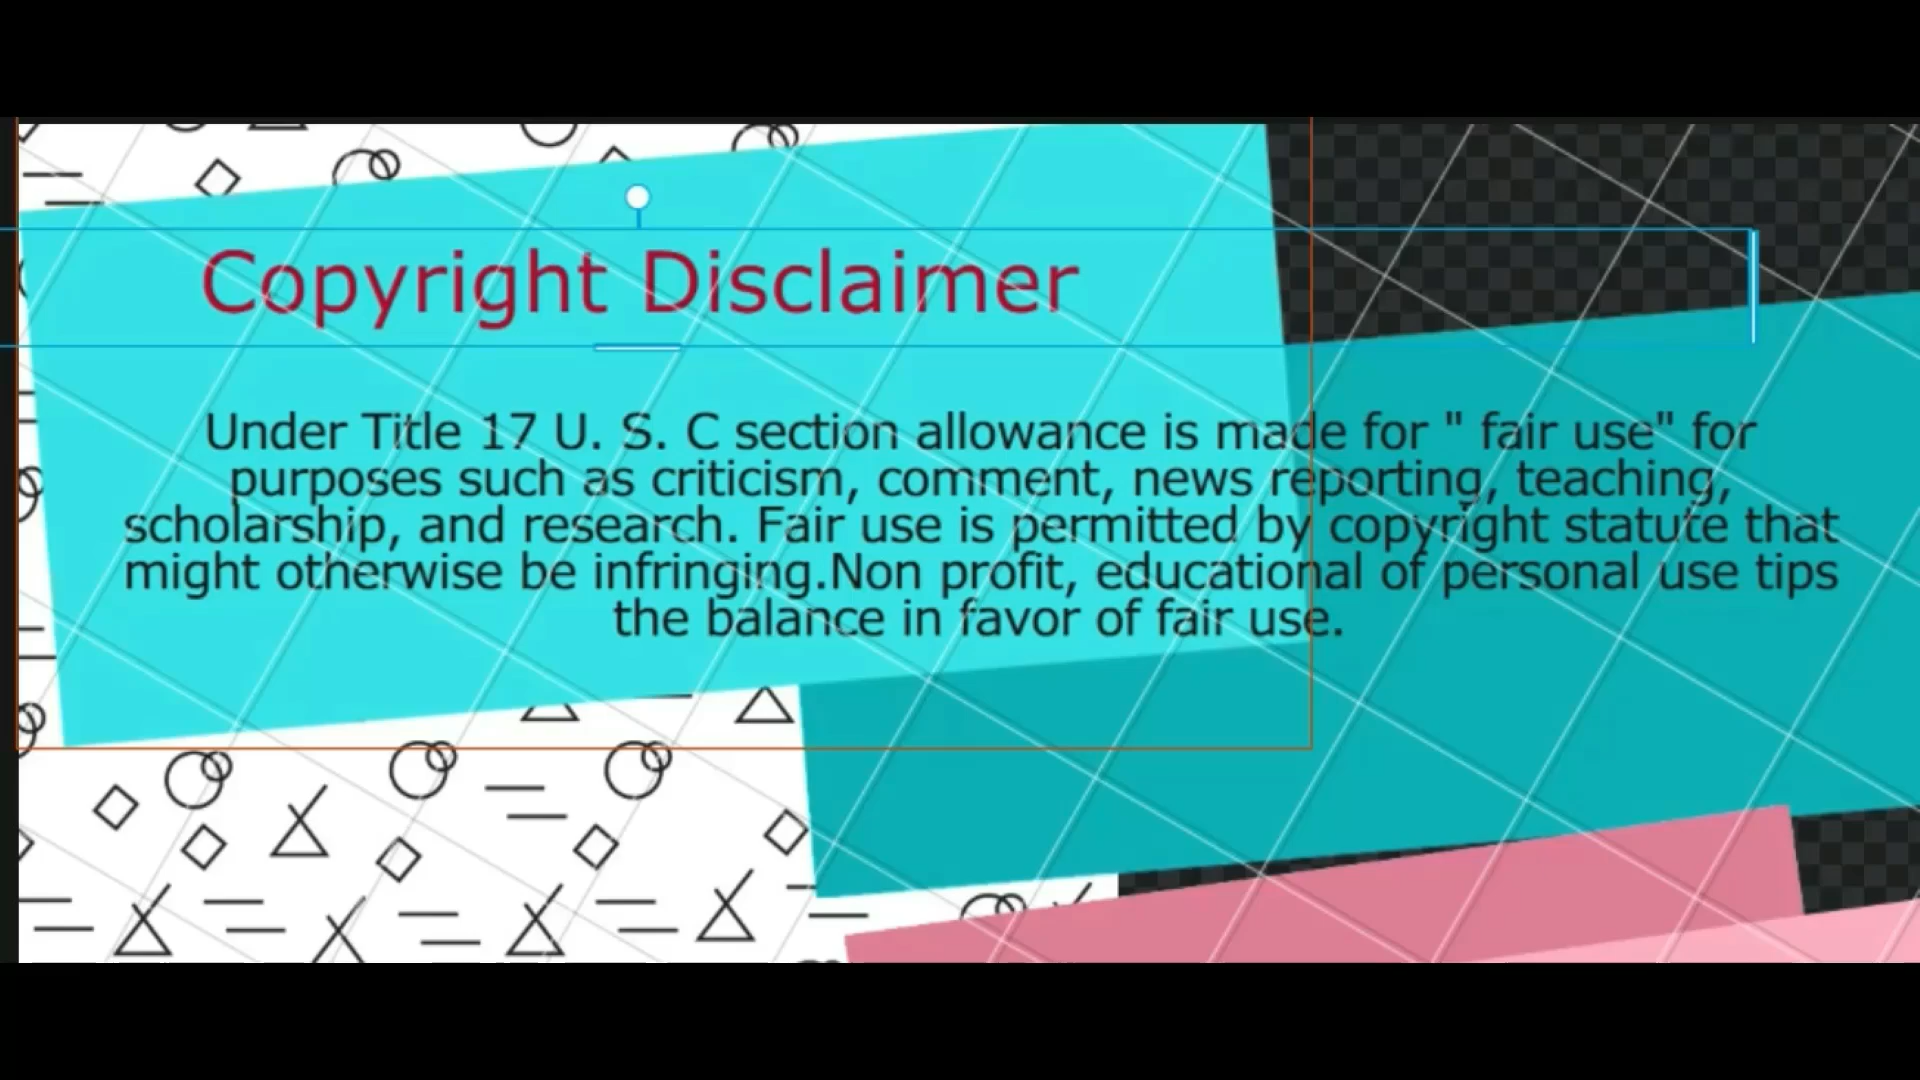 Copyright Disclaimer
Under Title 17 U. S. C section allowance is made for " fair use" for
purposes such as criticism, comment, news reporting, teaching,
scholarship, and research. Fair use is permitted by copyright statute that
might otherwise be infringing.Non profit, educational of personal use tips
the balance in favor of fair use.